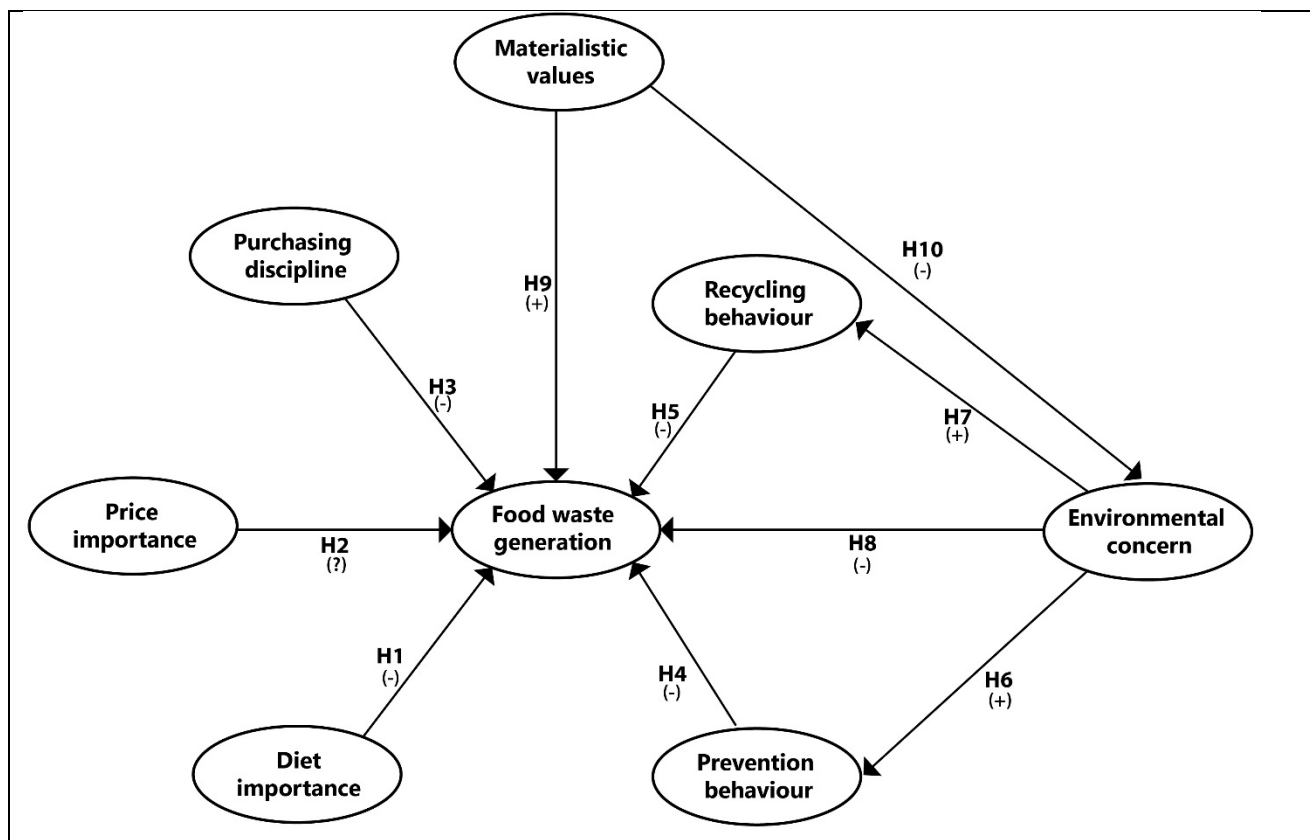 Materialistic
values
Purchasing
discipline
H10
(-)
H9
(+)
Recycling
behaviour
H3
(-)
H5
(-)
H7
(+)
Price
importance
H2
(?)
Food waste
generation
H8
(-)
Environmental
concern
H1
(-)
H4
(-)
H6
(+)
Diet
importance
Prevention
behaviour